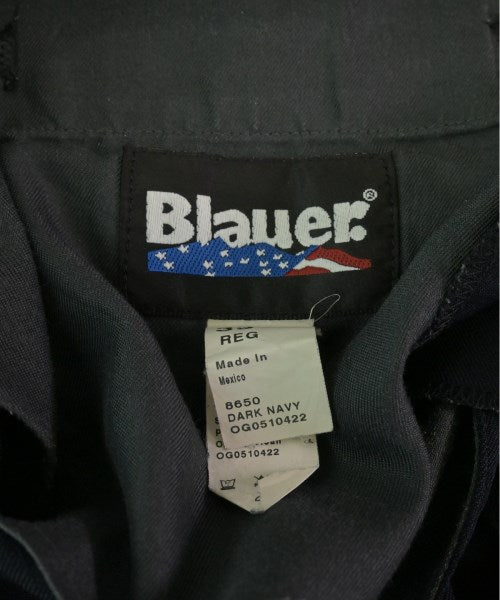 Blauer.®
REG
Made In
Mexico
8650
DARK NAVY
OG0510422
OG0510422